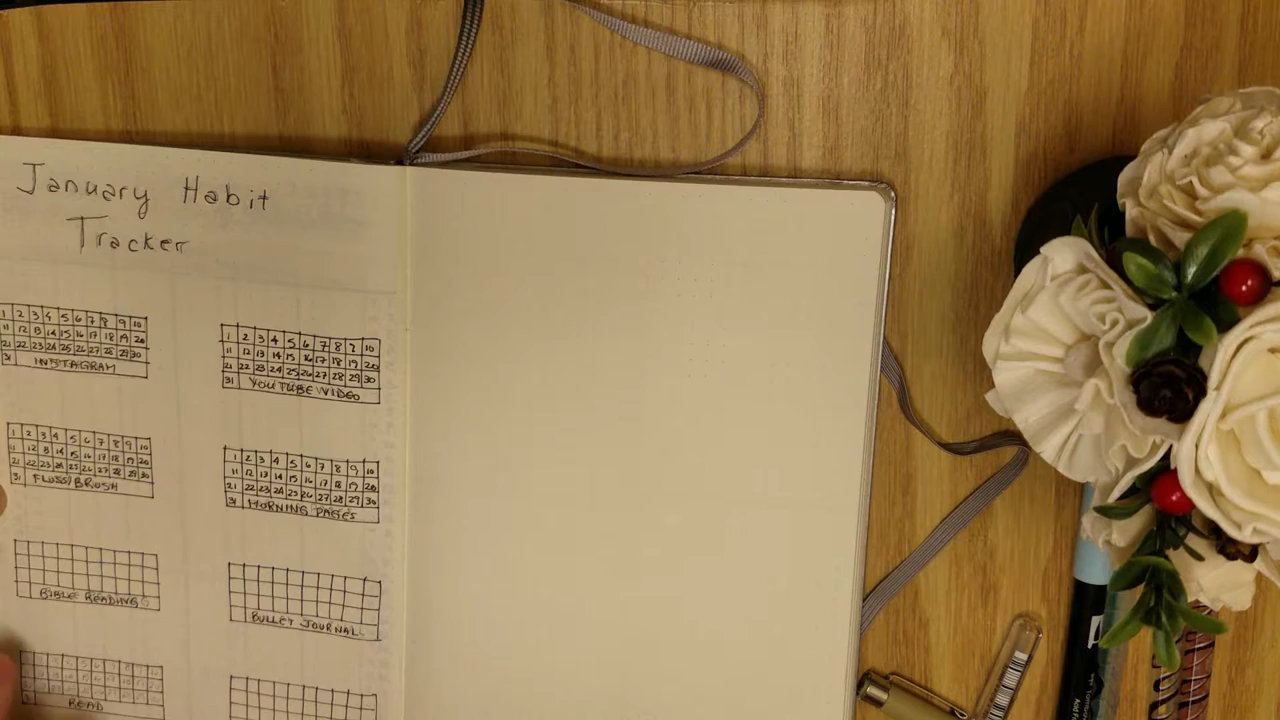 January Habit
Tracker
1 2 3 4 5 6 7 8 9 10
11 12 13 14 15 16 17 18 19 20
21 22 23 24 25 26 27 28 29 30
31 INSTAGRAM
1 2 3 4 5 6 7 8 9 10
11 12 13 14 15 16 17 18 19 20
21 22 23 24 25 26 27 28 29 30
31 YOUTUBE VIDEO
1 2 3 4 5 6 7 8 9 10
11 12 13 14 15 16 17 18 19 20
21 22 23 24 25 26 27 28 29 30
31 FLOSS/BRUSH
1 2 3 4 5 6 7 8 9 10
11 12 13 14 15 16 17 18 19 20
21 22 23 24 25 26 27 28 29 30
31 MORNING PAGES
BIBLE READING
BULLET JOURNAL
READ